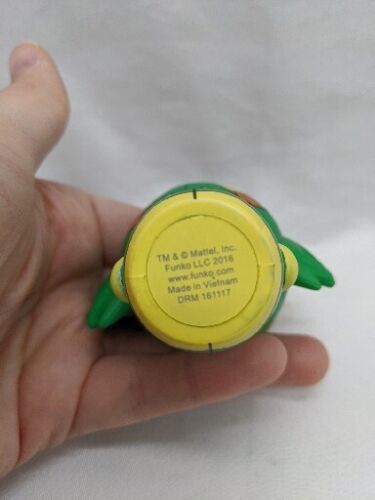 TM & © Mattel, Inc.
Funko LLC 2016
www.funko.com
Made in Vietnam
DRM 161117